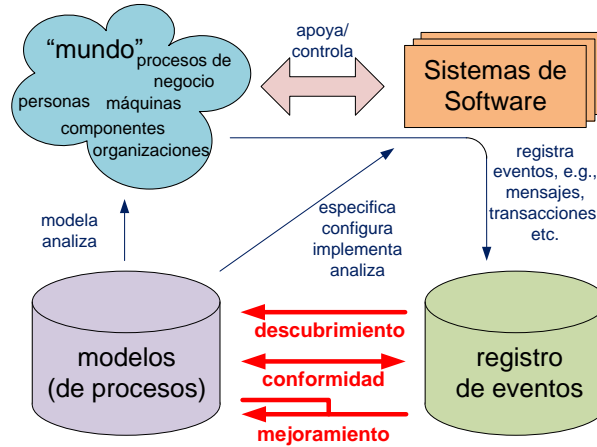 “mundo”
procesos de
negocio
personas
máquinas
componentes
organizaciones
apoya/
controla
Sistemas de
Software
registra
eventos, e.g.,
mensajes,
transacciones
etc.
modela
analiza
especifica
configura
implementa
analiza
descubrimiento
conformidad
mejoramiento
modelos
(de procesos)
registro
de eventos